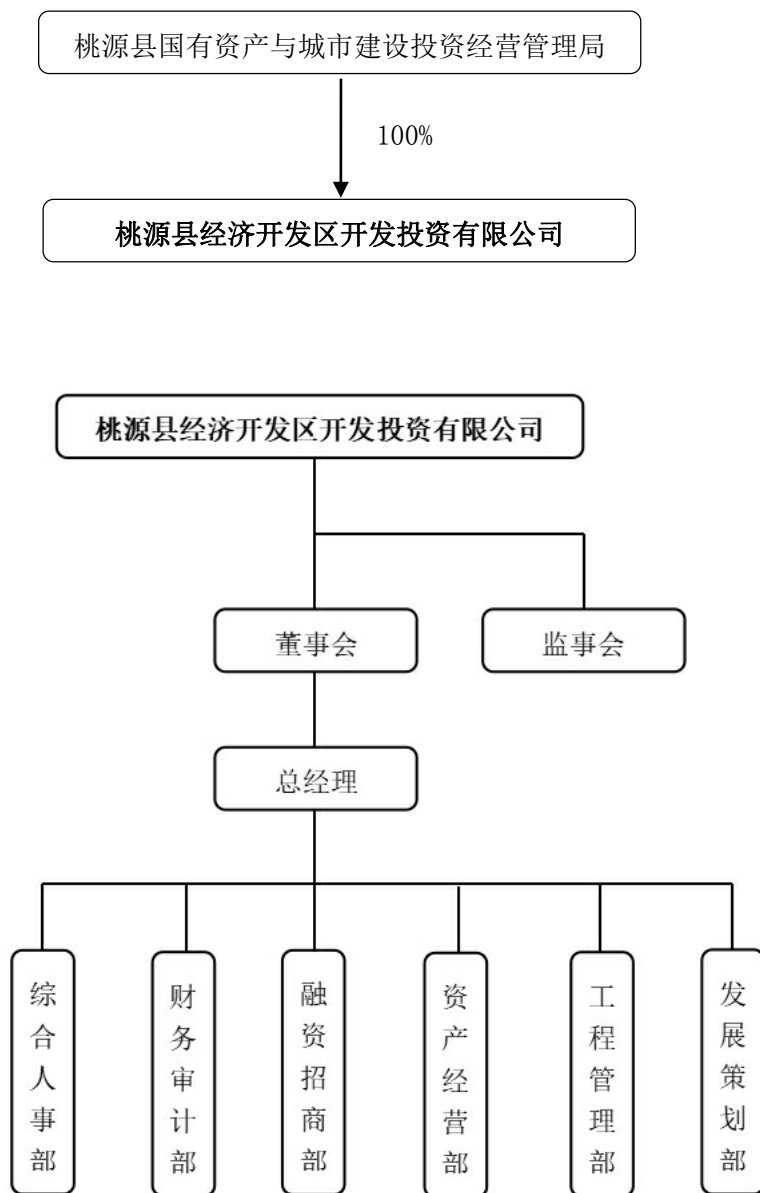 桃源县国有资产与城市建设投资经营管理局
100%
桃源县经济开发区开发投资有限公司
桃源县经济开发区开发投资有限公司
董事会
监事会
总经理
综合人事部
财务审计部
融资招商部
资产经营部
工程管理部
发展策划部